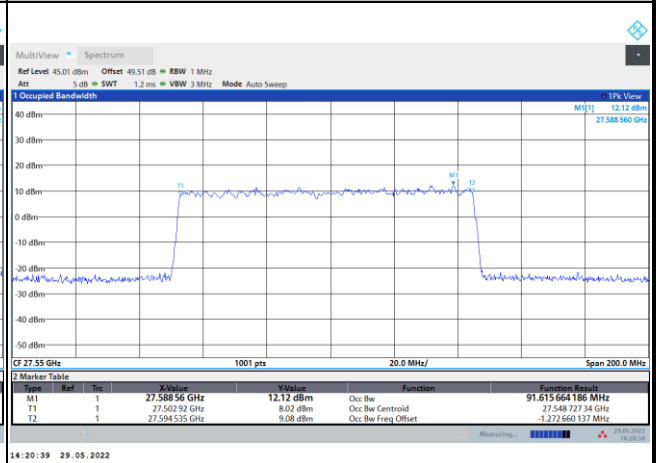 MultiView Spectrum
Ref Level 45.01 dBm Offset 49.51 dB RBW 1 MHz
Att 5 dB SWT 1.2 ms VBW 3 MHz Mode Auto Sweep
1 Occupied Bandwidth 1Pk View
M1[1] 12.12 dBm
27.588 560 GHz
40 dBm
30 dBm
20 dBm
M1
T1
T2
10 dBm
0 dBm
-10 dBm
-20 dBm
-30 dBm
-40 dBm
-50 dBm
CF 27.55 GHz 1001 pts 20.0 MHz/ Span 200.0 MHz
2 Marker Table
Type Ref Trc X-Value Y-Value Function Function Result
M1 1 27.588 56 GHz 12.12 dBm Occ Bw 91.615 664 186 MHz
T1 1 27.502 92 GHz 8.02 dBm Occ Bw Centroid 27.548 727 34 GHz
T2 1 27.594 535 GHz 9.08 dBm Occ Bw Freq Offset -1.272 660 137 MHz
Measuring... 29.05.2022
14:20:38
14:20:39 29.05.2022